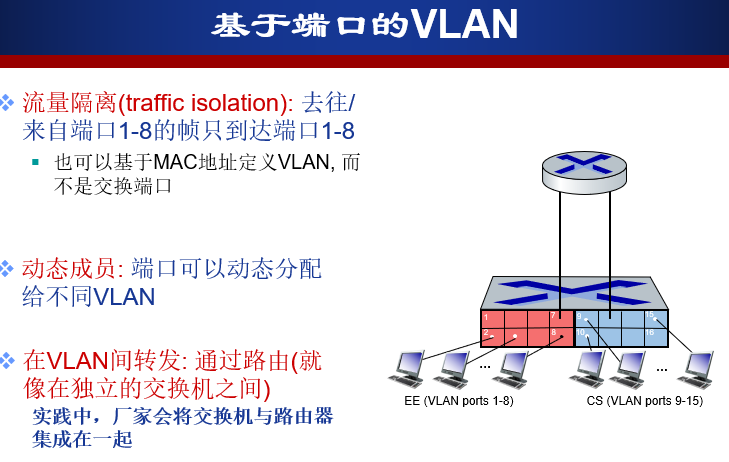 基于端口的VLAN
流量隔离(traffic isolation): 去往/
来自端口1-8的帧只到达端口1-8
也可以基于MAC地址定义VLAN, 而
不是交换端口
动态成员: 端口可以动态分配
给不同VLAN
在VLAN间转发: 通过路由(就
像在独立的交换机之间)
实践中，厂家会将交换机与路由器
集成在一起
1 7 9 15
2 8 10 16
... ...
EE (VLAN ports 1-8) CS (VLAN ports 9-15)